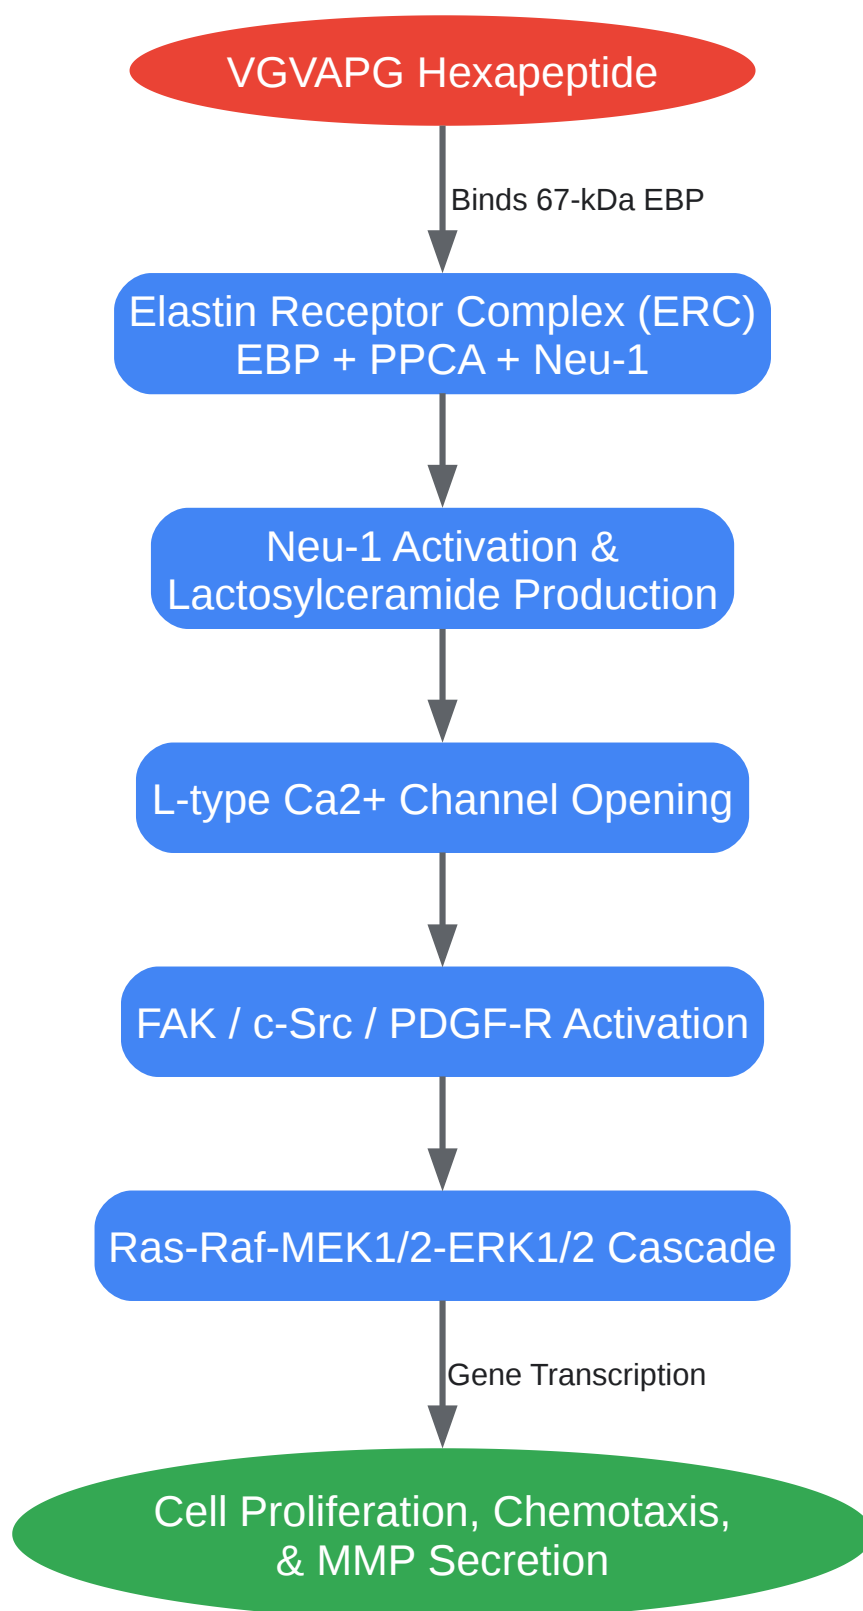 VGVAPG Hexapeptide
Binds 67-kDa EBP
Elastin Receptor Complex (ERC)
EBP + PPCA + Neu-1
Neu-1 Activation &
Lactosylceramide Production
L-type Ca2+ Channel Opening
FAK / c-Src / PDGF-R Activation
Ras-Raf-MEK1/2-ERK1/2 Cascade
Gene Transcription
Cell Proliferation, Chemotaxis,
& MMP Secretion